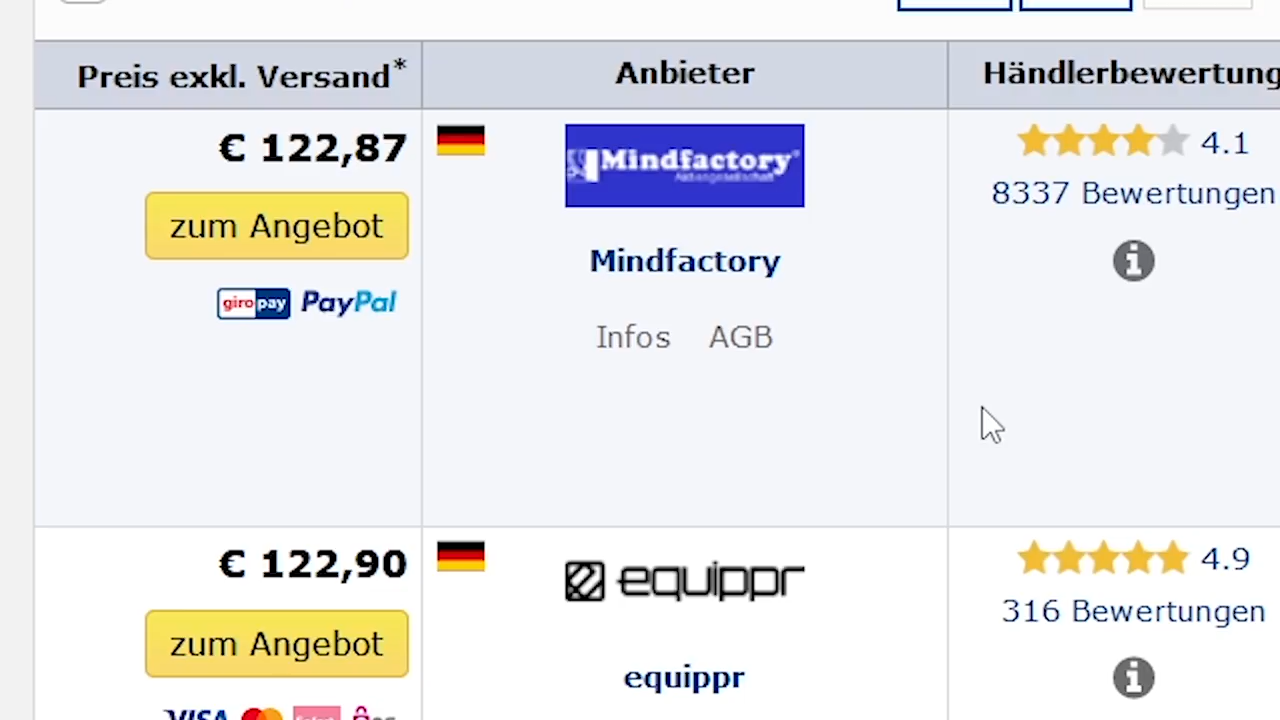 Preis exkl. Versand* Anbieter Händlerbewertung
€ 122,87 Mindfactory Aktiengesellschaft 4.1
zum Angebot 8337 Bewertungen
Mindfactory
giropay PayPal
Infos AGB
€ 122,90 equippr 4.9
zum Angebot 316 Bewertungen
equippr
VISA